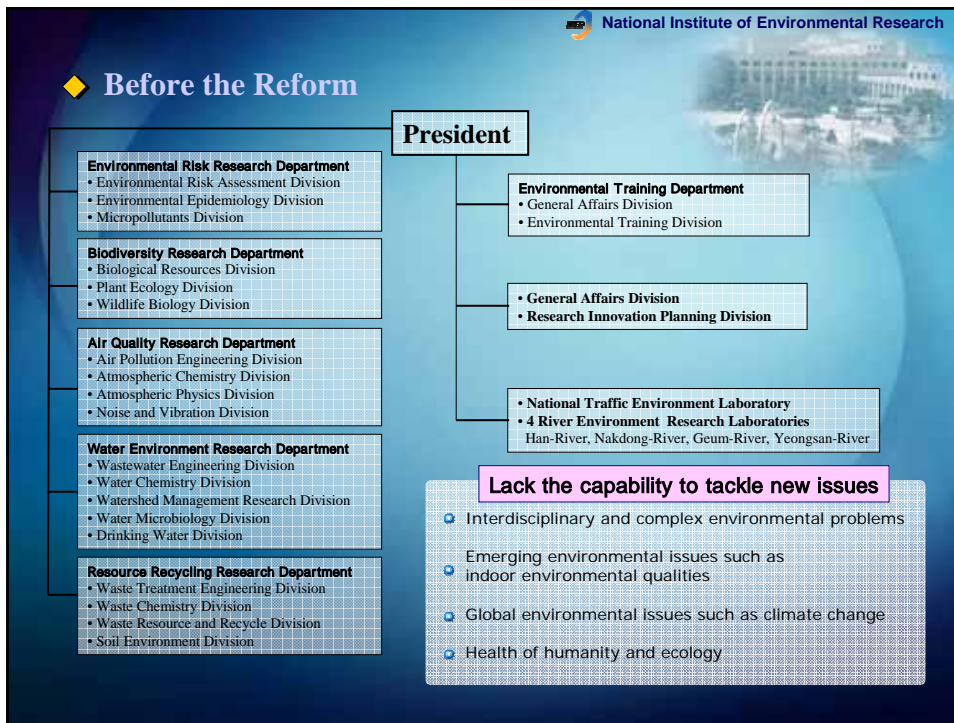 National Institute of Environmental Research
Before the Reform
President
Environmental Risk Research Department
• Environmental Risk Assessment Division
• Environmental Epidemiology Division
• Micropollutants Division
Biodiversity Research Department
• Biological Resources Division
• Plant Ecology Division
• Wildlife Biology Division
Air Quality Research Department
• Air Pollution Engineering Division
• Atmospheric Chemistry Division
• Atmospheric Physics Division
• Noise and Vibration Division
Water Environment Research Department
• Wastewater Engineering Division
• Water Chemistry Division
• Watershed Management Research Division
• Water Microbiology Division
• Drinking Water Division
Resource Recycling Research Department
• Waste Treatment Engineering Division
• Waste Chemistry Division
• Waste Resource and Recycle Division
• Soil Environment Division
Environmental Training Department
• General Affairs Division
• Environmental Training Division
• General Affairs Division
• Research Innovation Planning Division
• National Traffic Environment Laboratory
• 4 River Environment Research Laboratories
Han-River, Nakdong-River, Geum-River, Yeongsan-River
Lack the capability to tackle new issues
Interdisciplinary and complex environmental problems
Emerging environmental issues such as
indoor environmental qualities
Global environmental issues such as climate change
Health of humanity and ecology